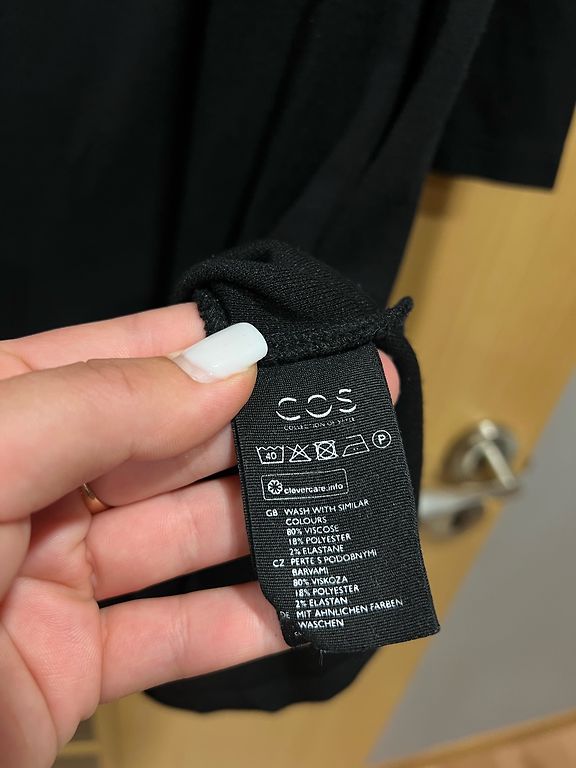 COS
COLLECTION OF STYLE
40 P
clevercare.info
GB WASH WITH SIMILAR
COLOURS
80% VISCOSE
18% POLYESTER
2% ELASTANE
CZ PERTE S PODOBNÝMI
BARVAMI
80% VISKÓZA
18% POLYESTER
2% ELASTAN
DE MIT ÄHNLICHEN FARBEN
WASCHEN